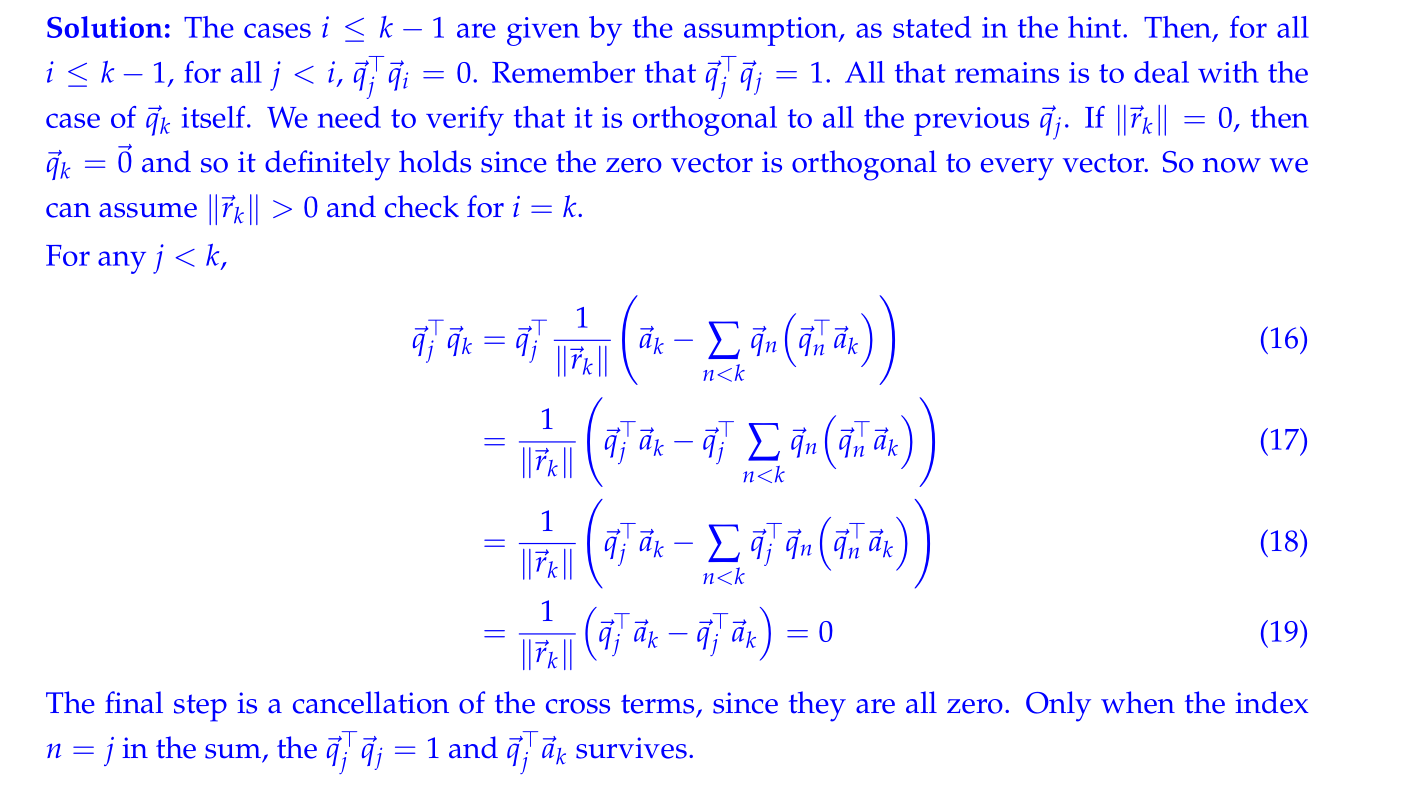 **Solution:** The cases $i \leq k-1$ are given by the assumption, as stated in the hint. Then, for all
$i \leq k-1$, for all $j < i$, $\vec{q}_j^\top \vec{q}_i = 0$. Remember that $\vec{q}_j^\top \vec{q}_j = 1$. All that remains is to deal with the
case of $\vec{q}_k$ itself. We need to verify that it is orthogonal to all the previous $\vec{q}_j$. If $\|\vec{r}_k\| = 0$, then
$\vec{q}_k = \vec{0}$ and so it definitely holds since the zero vector is orthogonal to every vector. So now we
can assume $\|\vec{r}_k\| > 0$ and check for $i = k$.
For any $j < k$,
$\vec{q}_j^\top \vec{q}_k = \vec{q}_j^\top \frac{1}{\|\vec{r}_k\|} \left( \vec{a}_k - \sum_{n<k} \vec{q}_n \left( \vec{q}_n^\top \vec{a}_k \right) \right)$ (16)
$= \frac{1}{\|\vec{r}_k\|} \left( \vec{q}_j^\top \vec{a}_k - \vec{q}_j^\top \sum_{n<k} \vec{q}_n \left( \vec{q}_n^\top \vec{a}_k \right) \right)$ (17)
$= \frac{1}{\|\vec{r}_k\|} \left( \vec{q}_j^\top \vec{a}_k - \sum_{n<k} \vec{q}_j^\top \vec{q}_n \left( \vec{q}_n^\top \vec{a}_k \right) \right)$ (18)
$= \frac{1}{\|\vec{r}_k\|} \left( \vec{q}_j^\top \vec{a}_k - \vec{q}_j^\top \vec{a}_k \right) = 0$ (19)
The final step is a cancellation of the cross terms, since they are all zero. Only when the index
$n = j$ in the sum, the $\vec{q}_j^\top \vec{q}_j = 1$ and $\vec{q}_j^\top \vec{a}_k$ survives.